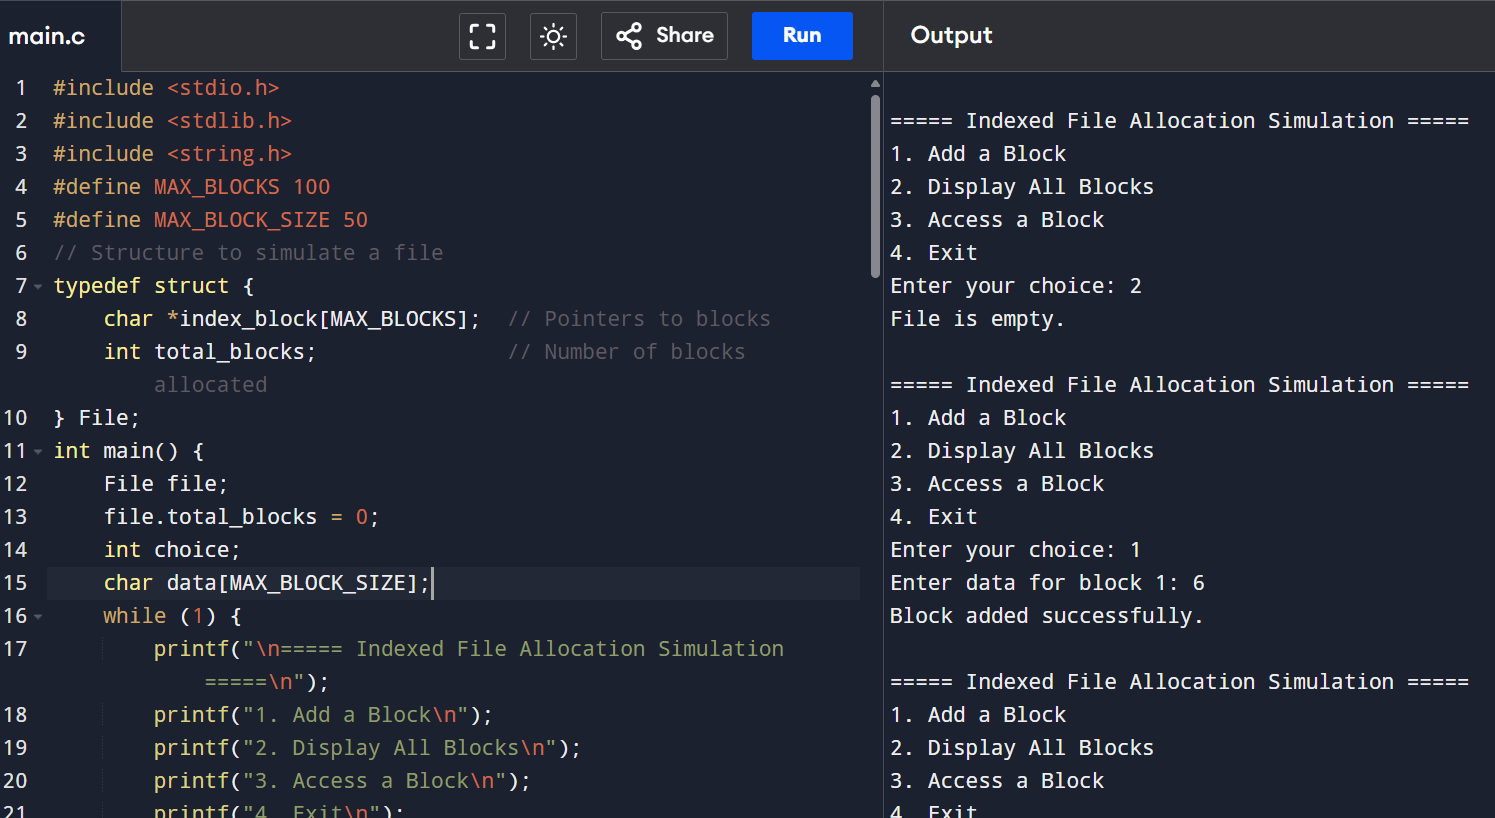 main.c
Share
Run
Output
1 #include <stdio.h>
2 #include <stdlib.h>
3 #include <string.h>
4 #define MAX_BLOCKS 100
5 #define MAX_BLOCK_SIZE 50
6 // Structure to simulate a file
7 typedef struct {
8     char *index_block[MAX_BLOCKS];  // Pointers to blocks
9     int total_blocks;               // Number of blocks
        allocated
10 } File;
11 int main() {
12     File file;
13     file.total_blocks = 0;
14     int choice;
15     char data[MAX_BLOCK_SIZE];
16     while (1) {
17         printf("\n===== Indexed File Allocation Simulation
            =====\n");
18         printf("1. Add a Block\n");
19         printf("2. Display All Blocks\n");
20         printf("3. Access a Block\n");
21         printf("4. Exit\n");
===== Indexed File Allocation Simulation =====
1. Add a Block
2. Display All Blocks
3. Access a Block
4. Exit
Enter your choice: 2
File is empty.

===== Indexed File Allocation Simulation =====
1. Add a Block
2. Display All Blocks
3. Access a Block
4. Exit
Enter your choice: 1
Enter data for block 1: 6
Block added successfully.

===== Indexed File Allocation Simulation =====
1. Add a Block
2. Display All Blocks
3. Access a Block
4. Exit